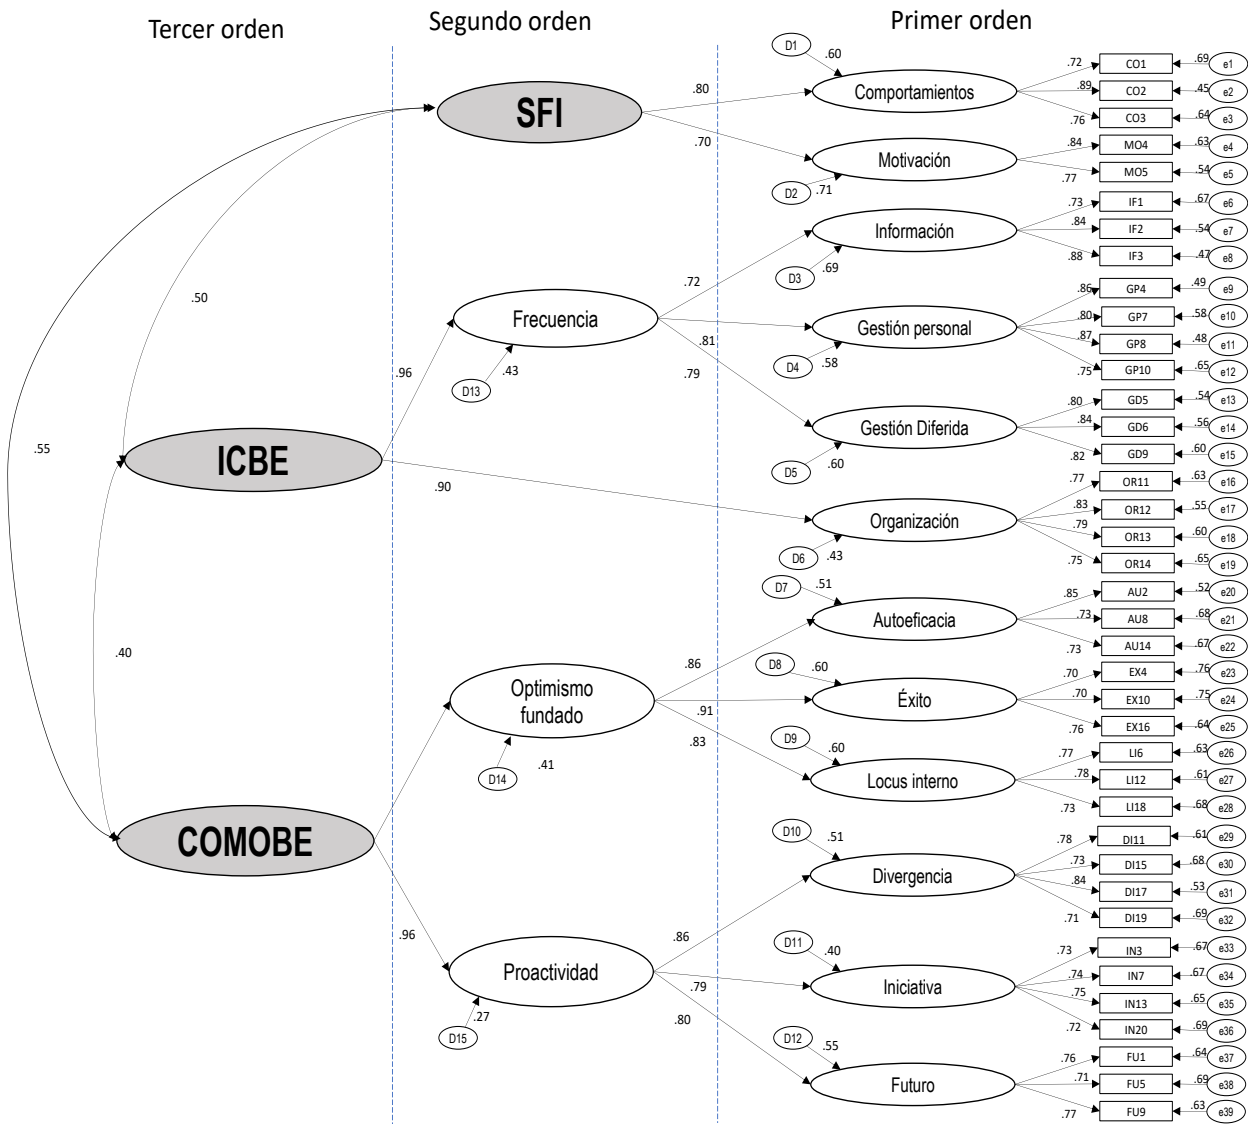 Tercer orden
Segundo orden
Primer orden
SFI
ICBE
COMOBE
.50
.55
.40
Frecuencia
D13
.43
.96
.90
Optimismo
fundado
D14
.41
Proactividad
D15
.27
.96
.80
.70
.72
.81
.79
.86
.91
.83
.86
.79
.80
D1
.60
Comportamientos
.72
CO1
.69
e1
.89
CO2
.45
e2
.76
CO3
.64
e3
D2
.71
Motivación
.84
MO4
.63
e4
.77
MO5
.54
e5
D3
.69
Información
.73
IF1
.67
e6
.84
IF2
.54
e7
.88
IF3
.47
e8
D4
.58
Gestión personal
.86
GP4
.49
e9
.80
GP7
.58
e10
.87
GP8
.48
e11
.75
GP10
.65
e12
D5
.60
Gestión Diferida
.80
GD5
.54
e13
.84
GD6
.56
e14
.82
GD9
.60
e15
D6
.43
Organización
.77
OR11
.63
e16
.83
OR12
.55
e17
.79
OR13
.60
e18
.75
OR14
.65
e19
D7
.51
Autoeficacia
.85
AU2
.52
e20
.73
AU8
.68
e21
.73
AU14
.67
e22
D8
.60
Éxito
.70
EX4
.76
e23
.70
EX10
.75
e24
.76
EX16
.64
e25
D9
.60
Locus interno
.77
LI6
.63
e26
.78
LI12
.61
e27
.73
LI18
.68
e28
D10
.51
Divergencia
.78
DI11
.61
e29
.73
DI15
.68
e30
.84
DI17
.53
e31
.71
DI19
.69
e32
D11
.40
Iniciativa
.73
IN3
.67
e33
.74
IN7
.67
e34
.75
IN13
.65
e35
.72
IN20
.69
e36
D12
.55
Futuro
.76
FU1
.64
e37
.71
FU5
.69
e38
.77
FU9
.63
e39